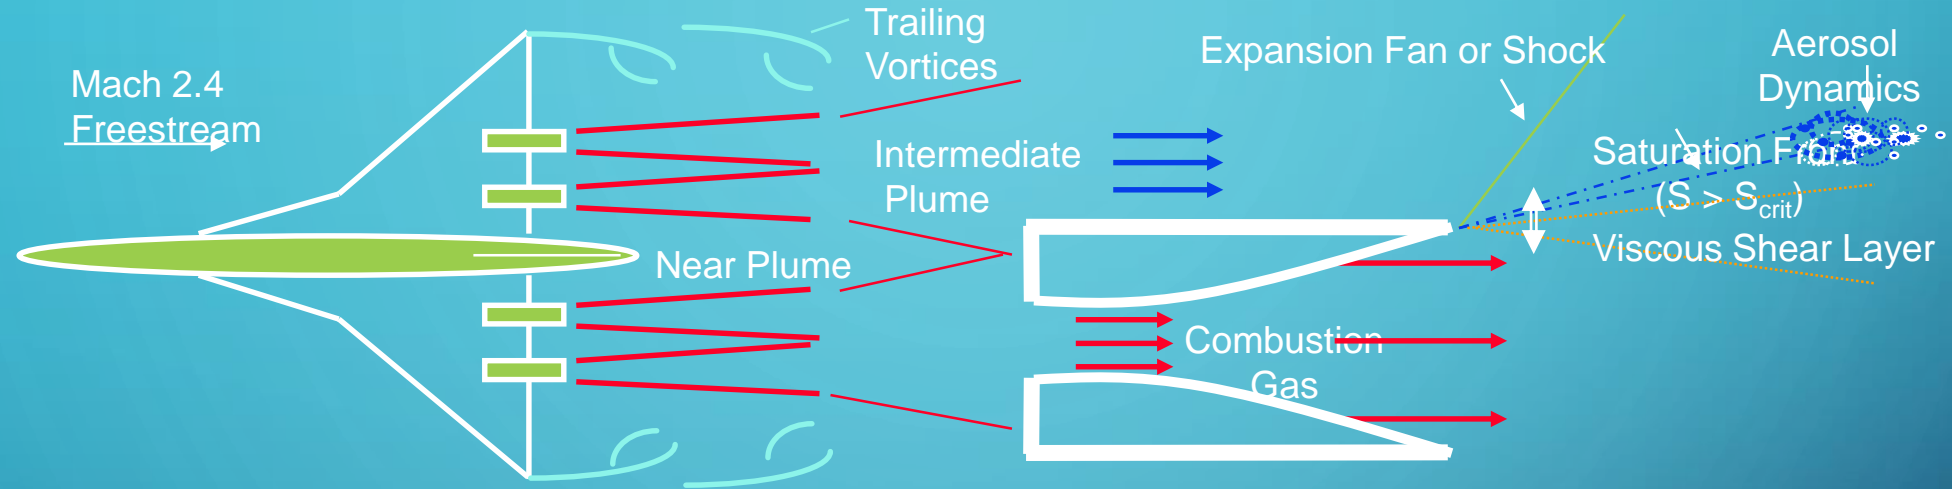 Mach 2.4
Freestream
Trailing
Vortices
Near Plume
Intermediate
Plume
Expansion Fan or Shock
Combustion
Gas
Aerosol
Dynamics
Saturation Front
(S > Scrit)
Viscous Shear Layer